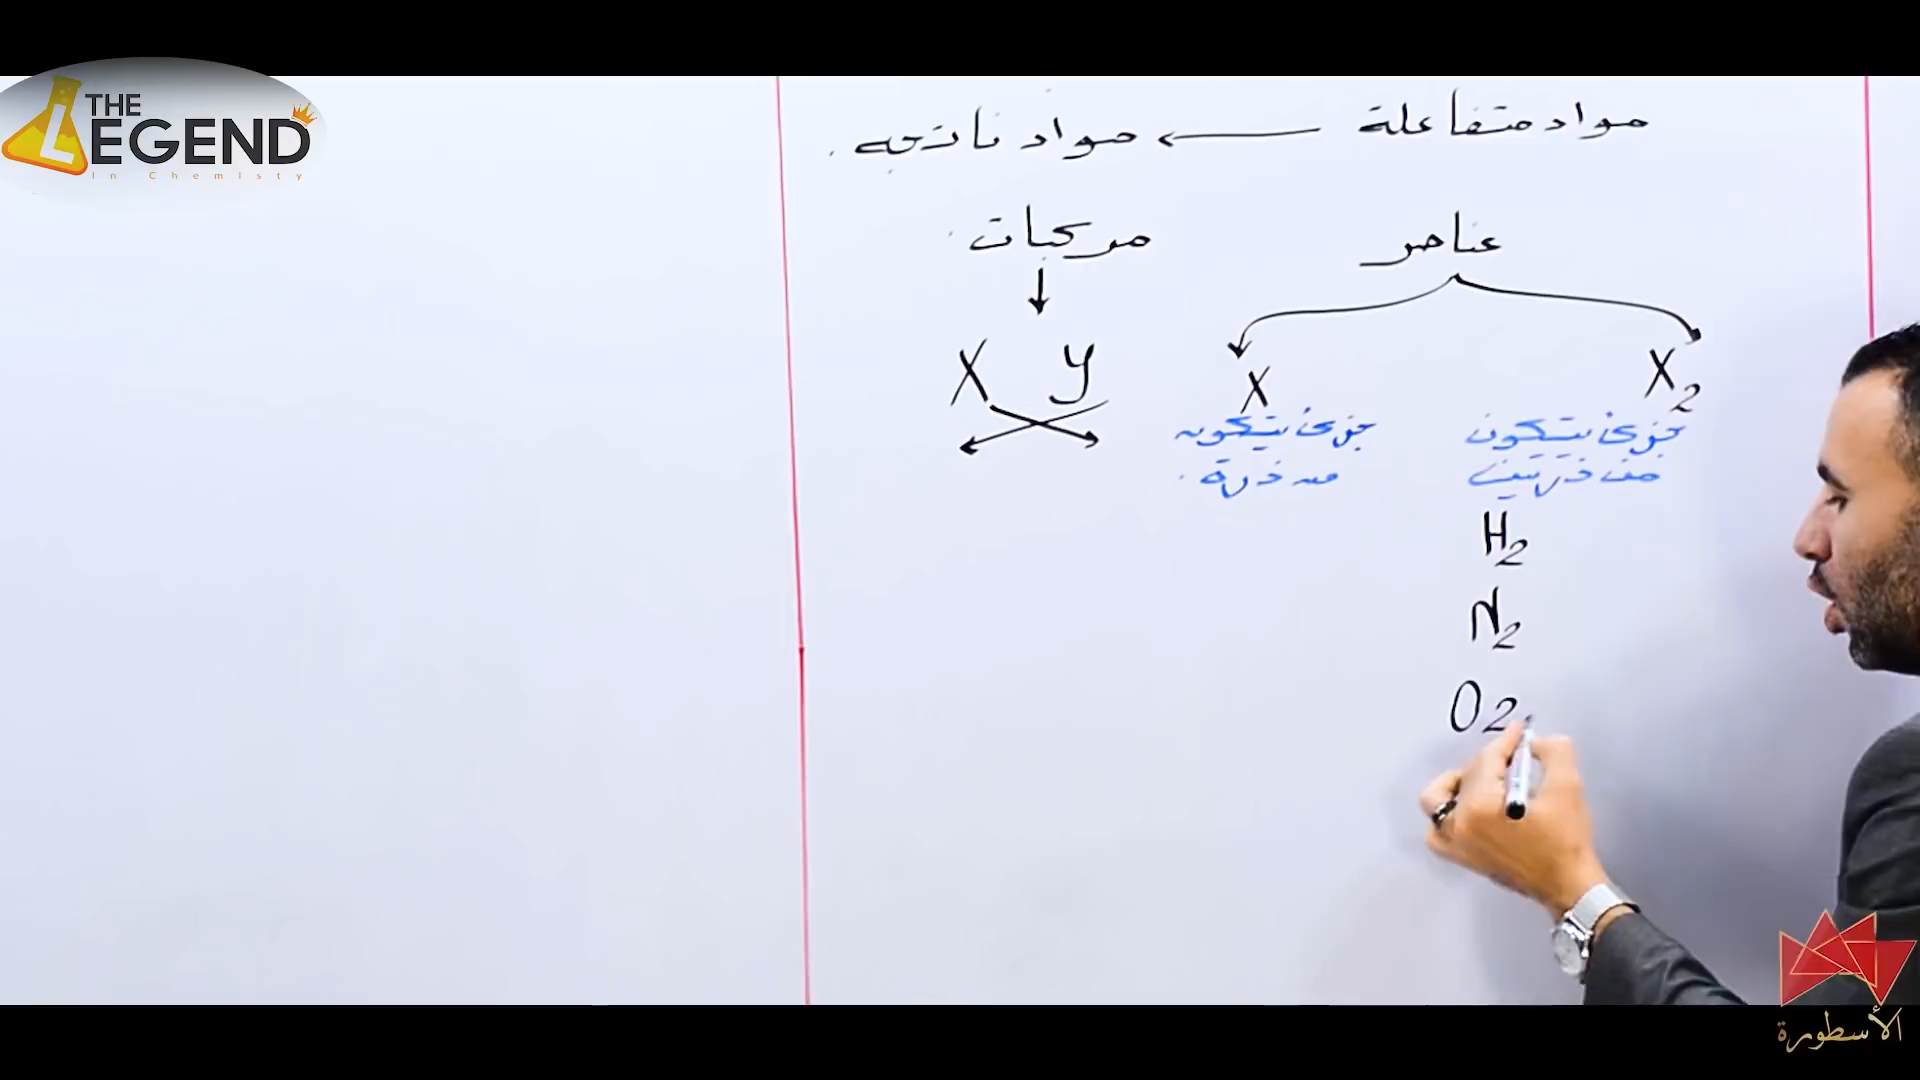 THE
LEGEND
In Chemisty
مواد متفاعلة ← مواد ناتجه .
عناصر
مركبات
X₂
X
X Y
جزئ يتكون
من ذرتين
جزئ يتكون
من ذرة .
H₂
N₂
O₂
الأسطورة